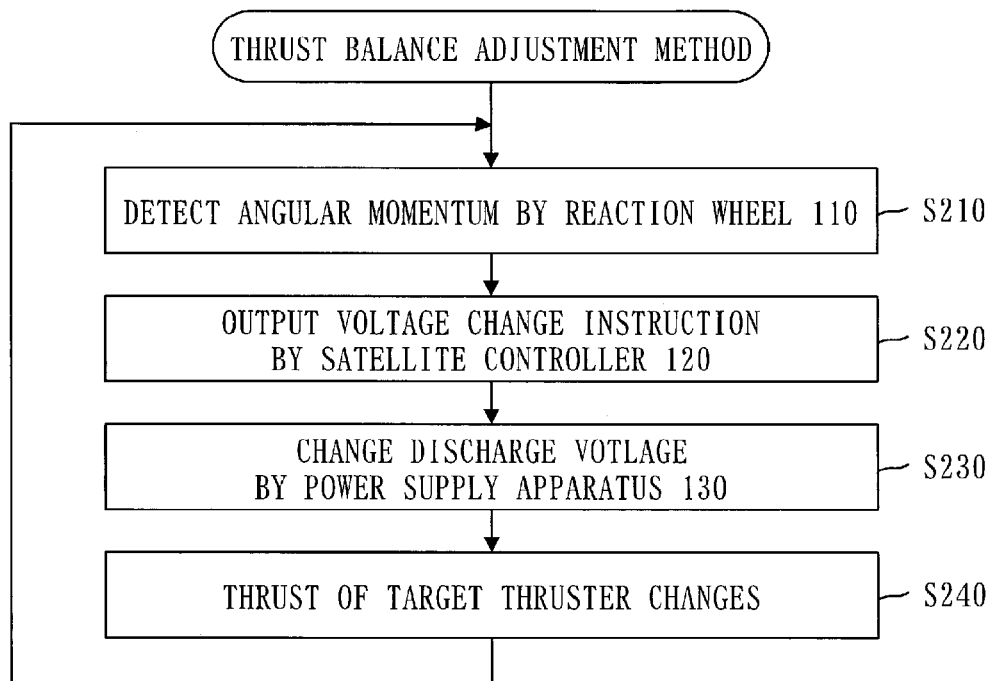 THRUST BALANCE ADJUSTMENT METHOD
DETECT ANGULAR MOMENTUM BY REACTION WHEEL 110
S210
OUTPUT VOLTAGE CHANGE INSTRUCTION
BY SATELLITE CONTROLLER 120
S220
CHANGE DISCHARGE VOTLAGE
BY POWER SUPPLY APPARATUS 130
S230
THRUST OF TARGET THRUSTER CHANGES
S240